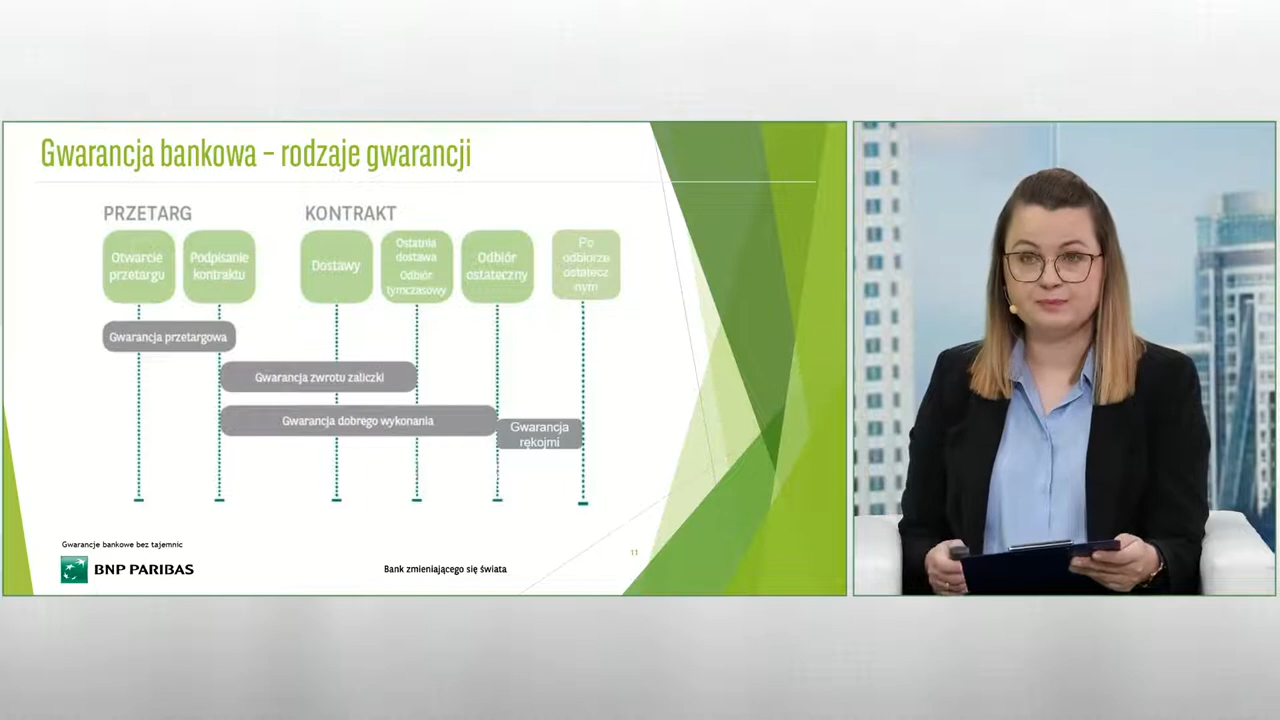 Gwarancja bankowa – rodzaje gwarancji
PRZETARG
KONTRAKT
Otwarcie
przetargu
Podpisanie
kontraktu
Dostawy
Ostatnia
dostawa
Odbiór
tymczasowy
Odbiór
ostateczny
Po
odbiorze
ostatecz
nym
Gwarancja przetargowa
Gwarancja zwrotu zaliczki
Gwarancja dobrego wykonania
Gwarancja
rękojmi
Gwarancje bankowe bez tajemnic
11
BNP PARIBAS
Bank zmieniającego się świata